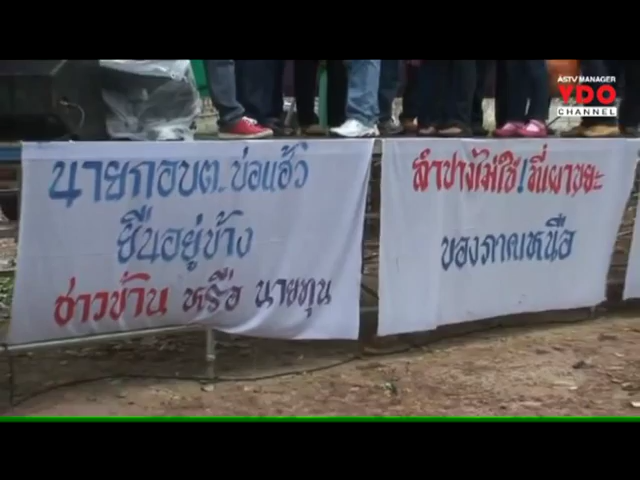 ASTV MANAGER
VDO
CHANNEL
นายกอบต.บ่อแฮ้ว
ยืนอยู่ข้าง
ชาวบ้าน หรือ นายทุน
ลำปางไม่ใช่!ที่เผาขยะ
ของภาคเหนือ